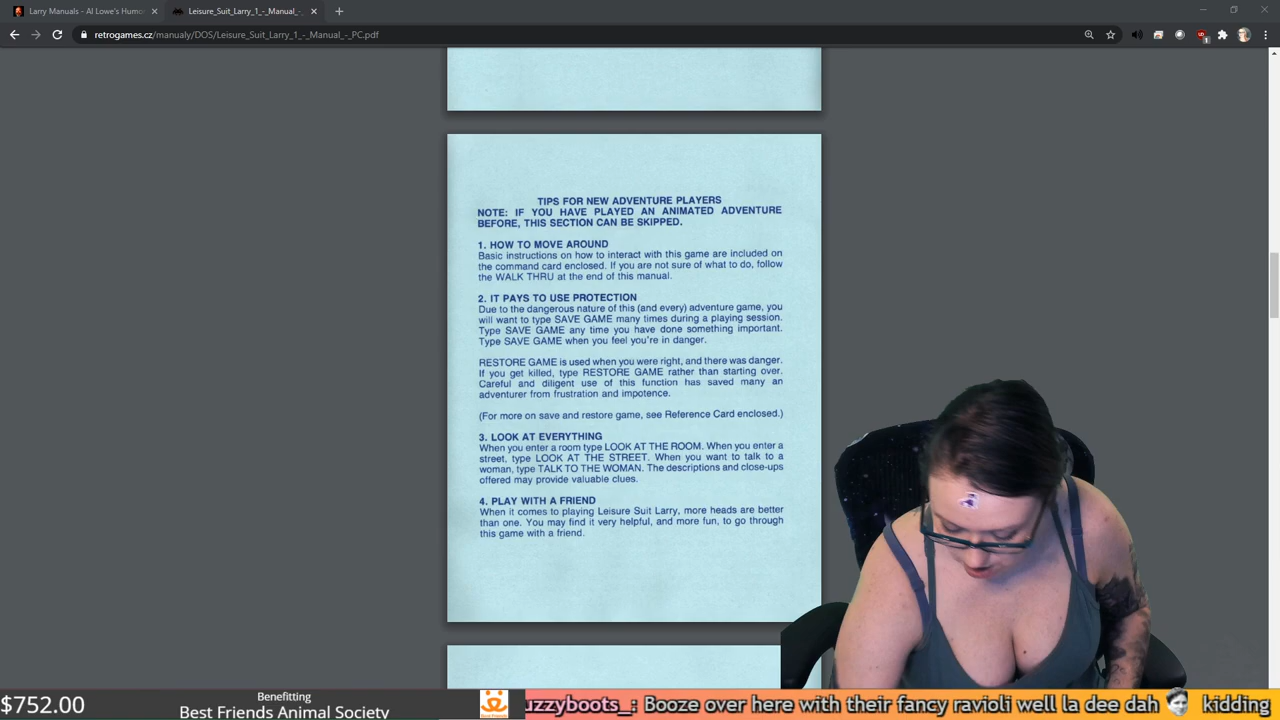 Larry Manuals - Al Lowe's Humo
Leisure_Suit_Larry_1_-_Manual_-_
retrogames.cz/manualy/DOS/Leisure_Suit_Larry_1_-_Manual_-_PC.pdf
1
TIPS FOR NEW ADVENTURE PLAYERS
NOTE: IF YOU HAVE PLAYED AN ANIMATED ADVENTURE
BEFORE, THIS SECTION CAN BE SKIPPED.
1. HOW TO MOVE AROUND
Basic instructions on how to interact with this game are included on
the command card enclosed. If you are not sure of what to do, follow
the WALK THRU at the end of this manual.
2. IT PAYS TO USE PROTECTION
Due to the dangerous nature of this (and every) adventure game, you
will want to type SAVE GAME many times during a playing session.
Type SAVE GAME any time you have done something important.
Type SAVE GAME when you feel you're in danger.
RESTORE GAME is used when you were right, and there was danger.
If you get killed, type RESTORE GAME rather than starting over.
Careful and diligent use of this function has saved many an
adventurer from frustration and impotence.
(For more on save and restore game, see Reference Card enclosed.)
3. LOOK AT EVERYTHING
When you enter a room type LOOK AT THE ROOM. When you enter a
street, type LOOK AT THE STREET. When you want to talk to a
woman, type TALK TO THE WOMAN. The descriptions and close-ups
offered may provide valuable clues.
4. PLAY WITH A FRIEND
When it comes to playing Leisure Suit Larry, more heads are better
than one. You may find it very helpful, and more fun, to go through
this game with a friend.
$752.00
Benefitting
Best Friends Animal Society
uzzyboots_: Booze over here with their fancy ravioli well la dee dah kidding